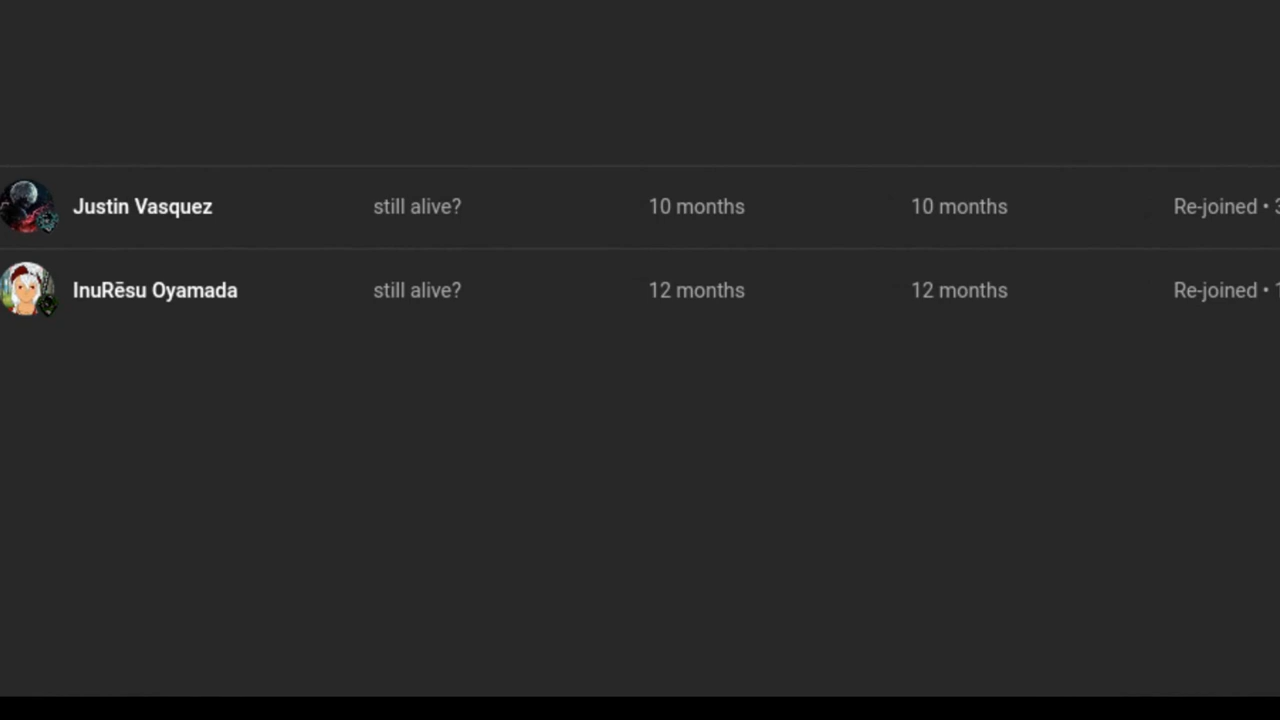 Justin Vasquez still alive? 10 months 10 months Re-joined •
InuRēsu Oyamada still alive? 12 months 12 months Re-joined •